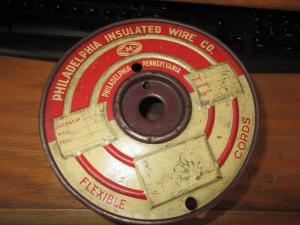 PHILADELPHIA INSULATED WIRE CO.
M
PHILADELPHIA PENNSYLVANIA
FLEXIBLE
CORDS